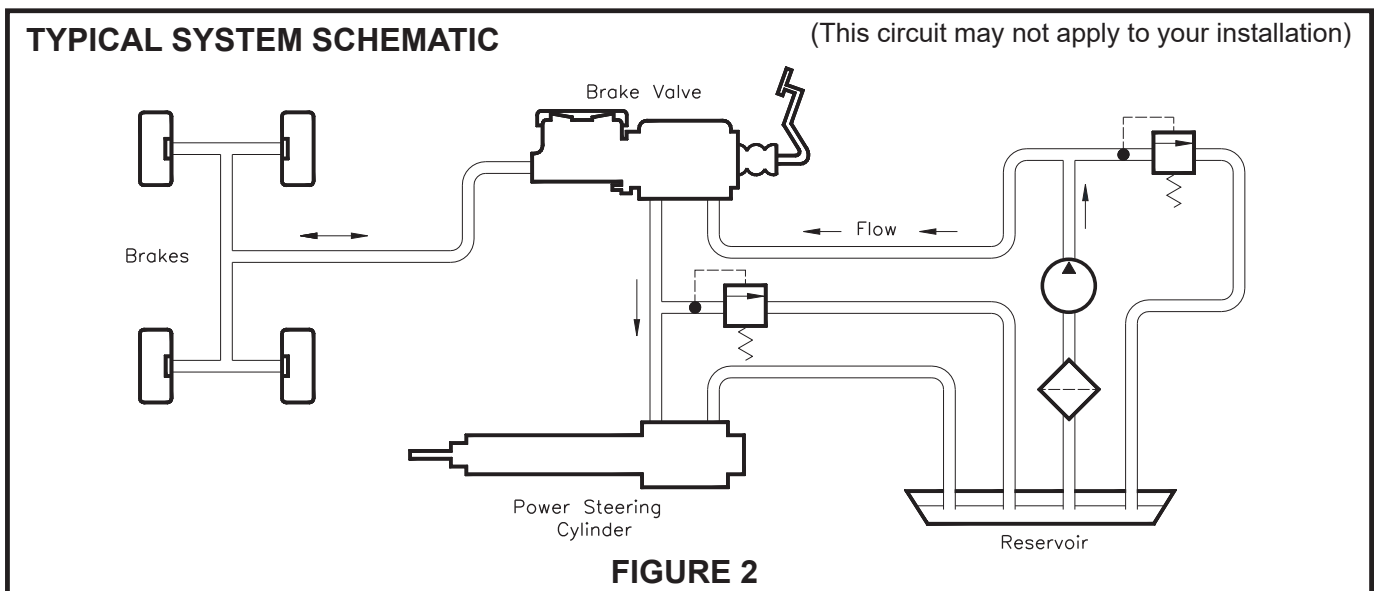 TYPICAL SYSTEM SCHEMATIC
(This circuit may not apply to your installation)
Brake Valve
Brakes
Flow
Power Steering
Cylinder
Reservoir
FIGURE 2